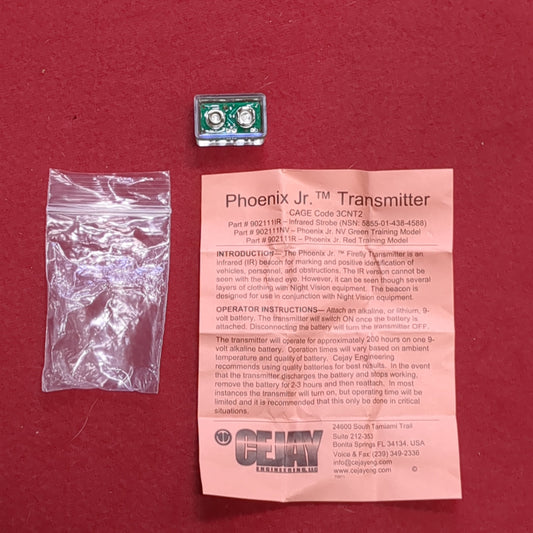 Phoenix Jr.™ Transmitter
CAGE Code 3CNT2
Part # 902111IR – Infrared Strobe (NSN: 5855-01-438-4588)
Part # 902111NV – Phoenix Jr. NV Green Training Model
Part # 902111R – Phoenix Jr. Red Training Model
INTRODUCTION— The Phoenix Jr. ™ Firefly Transmitter is an
infrared (IR) beacon for marking and positive identification of
vehicles, personnel, and obstructions. The IR version cannot be
seen with the naked eye. However, it can be seen though several
layers of clothing with Night Vision equipment. The beacon is
designed for use in conjunction with Night Vision equipment.
OPERATOR INSTRUCTIONS— Attach an alkaline, or lithium, 9-
volt battery. The transmitter will switch ON once the battery is
attached. Disconnecting the battery will turn the transmitter OFF.
The transmitter will operate for approximately 200 hours on one 9-
volt alkaline battery. Operation times will vary based on ambient
temperature and quality of battery. Cejay Engineering
recommends using quality batteries for best results. In the event
that the transmitter discharges the battery and stops working,
remove the battery for 2-3 hours and then reattach. In most
instances the transmitter will turn on, but operating time will be
limited and it is recommended that this only be done in critical
situations.
CEJAY
ENGINEERING, LLC
24600 South Tamiami Trail
Suite 212-353
Bonita Springs FL 34134, USA
Voice & Fax: (239) 349-2336
info@cejayeng.com
www.cejayeng.com ©